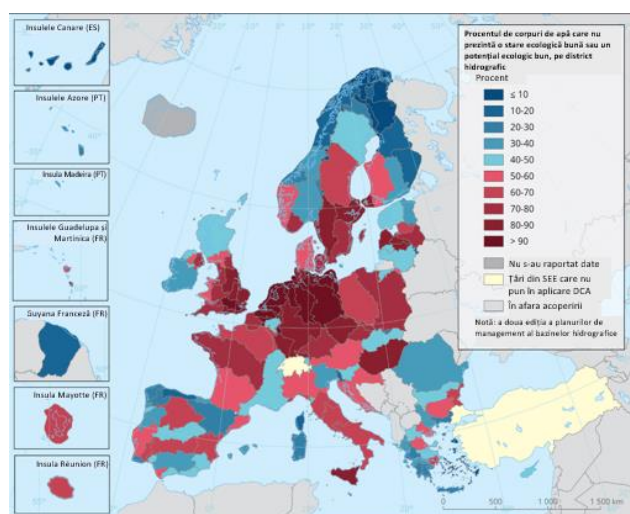 Insulele Canare (ES)
Insulele Azore (PT)
Insula Madeira (PT)
Insulele Guadelupa și
Martinica (FR)
Guyana Franceză (FR)
Insula Mayotte (FR)
Insula Réunion (FR)
Procentul de corpuri de apă care nu
prezintă o stare ecologică bună sau un
potențial ecologic bun, pe district
hidrografic
Procent
≤ 10
10-20
20-30
30-40
40-50
50-60
60-70
70-80
80-90
> 90
Nu s-au raportat date
Țări din SEE care nu
pun în aplicare DCA
În afara acoperirii
Notă: a doua ediția a planurilor de
management al bazinelor hidrografice
0 500 1 000 1 500 km